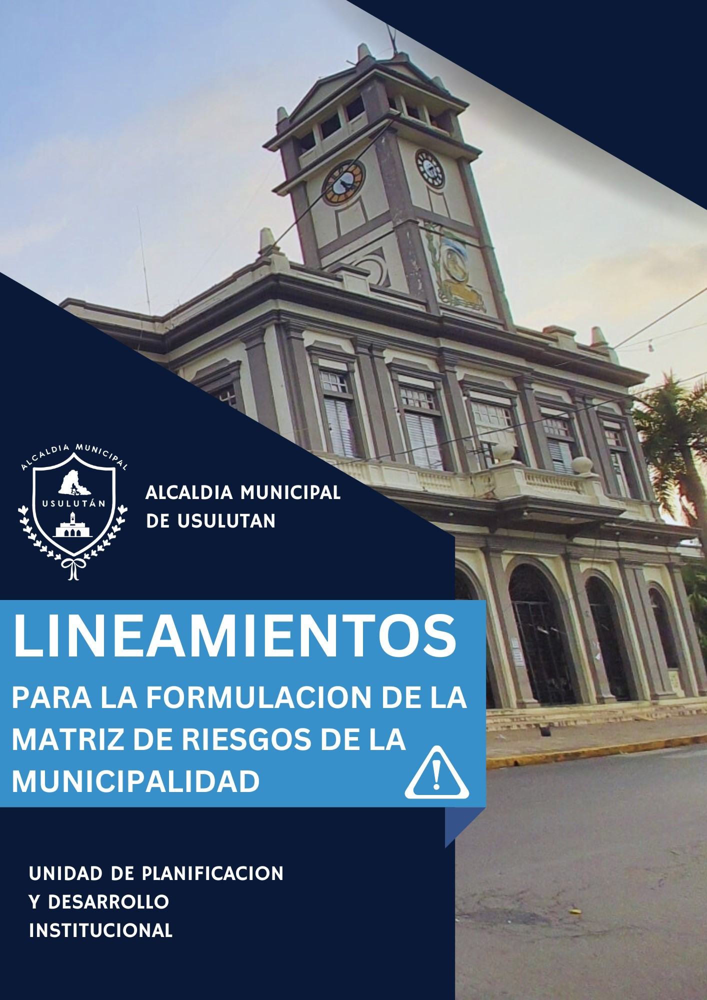 ALCALDIA MUNICIPAL
USULUTÁN
ALCALDIA MUNICIPAL
DE USULUTAN
LINEAMIENTOS
PARA LA FORMULACION DE LA
MATRIZ DE RIESGOS DE LA
MUNICIPALIDAD
UNIDAD DE PLANIFICACION
Y DESARROLLO
INSTITUCIONAL